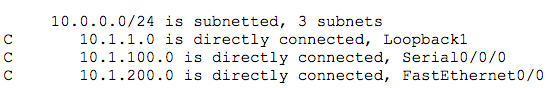 10.0.0.0/24 is subnetted, 3 subnets
C 10.1.1.0 is directly connected, Loopback1
C 10.1.100.0 is directly connected, Serial0/0/0
C 10.1.200.0 is directly connected, FastEthernet0/0